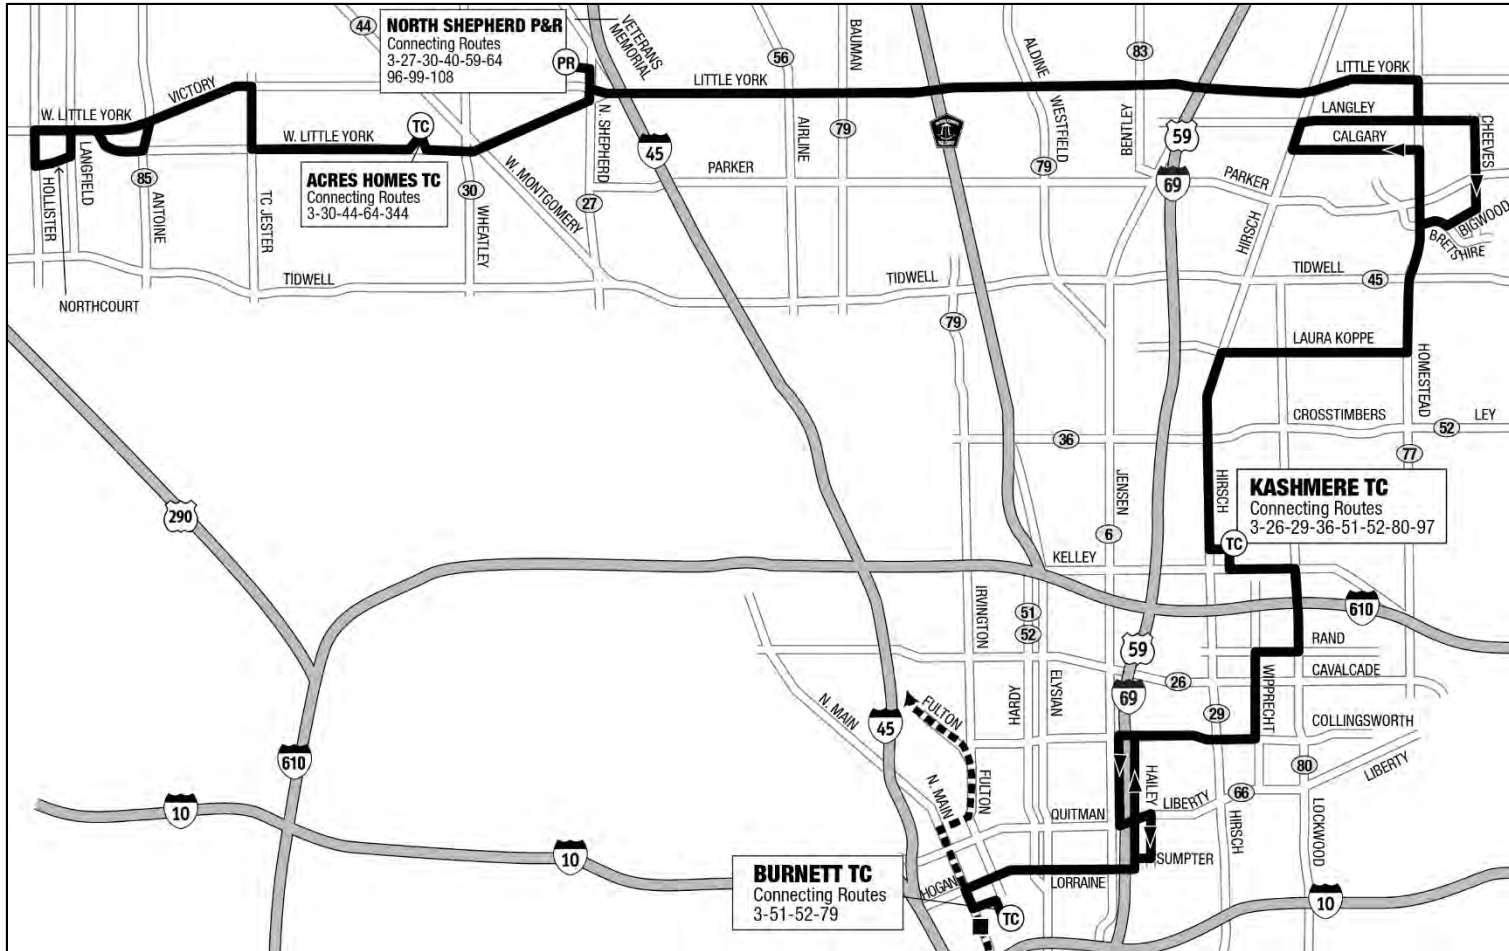 44
NORTH SHEPHERD P&R
Connecting Routes
3-27-30-40-59-64
96-99-108
PR
VETERANS
MEMORIAL
56
BAUMAN
ALDINE
83
LITTLE YORK
LITTLE YORK
VICTORY
W. LITTLE YORK
W. LITTLE YORK
TC
N. SHEPHERD
AIRLINE
79
WESTFIELD
BENTLEY
59
LANGLEY
CALGARY
CHEEVES
45
LANGFIELD
HOLLISTER
85
ANTOINE
TC JESTER
ACRES HOMES TC
Connecting Routes
3-30-44-64-344
30
WHEATLEY
W. MONTGOMERY
27
PARKER
79
69
PARKER
HIRSCH
BIGWOOD
BRETSHIRE
NORTHCOURT
TIDWELL
TIDWELL
TIDWELL
45
79
LAURA KOPPE
HOMESTEAD
CROSSTIMBERS
52
LEY
36
77
JENSEN
HIRSCH
KASHMERE TC
Connecting Routes
3-26-29-36-51-52-80-97
290
6
TC
KELLEY
IRVINGTON
51
52
610
59
RAND
CAVALCADE
26
69
WIPPRECHT
HARDY
ELYSIAN
N. MAIN
FULTON
45
29
COLLINGSWORTH
610
80
LIBERTY
HAILEY
FULTON
N. MAIN
66
LIBERTY
QUITMAN
HIRSCH
LOCKWOOD
10
10
SUMPTER
BURNETT TC
Connecting Routes
3-51-52-79
HOGAN
LORRAINE
TC
10